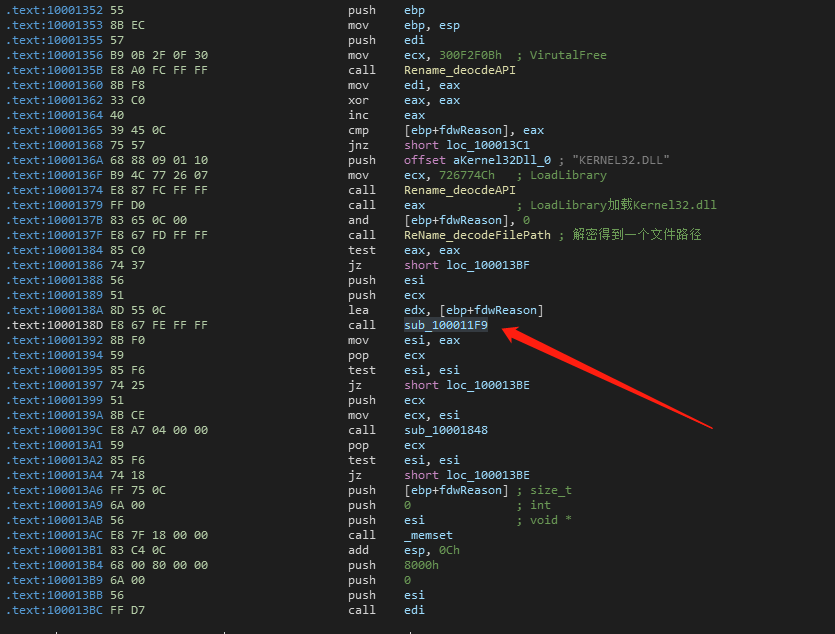 .text:10001352 55 push ebp
.text:10001353 8B EC mov ebp, esp
.text:10001355 57 push edi
.text:10001356 B9 0B 2F 0F 30 mov ecx, 300F2F0Bh ; VirutalFree
.text:1000135B E8 A0 FC FF FF call Rename_deocdeAPI
.text:10001360 8B F8 mov edi, eax
.text:10001362 33 C0 xor eax, eax
.text:10001364 40 inc eax
.text:10001365 39 45 0C cmp [ebp+fdwReason], eax
.text:10001368 75 57 jnz short loc_100013C1
.text:1000136A 68 88 09 01 10 push offset aKernel32Dll_0 ; "KERNEL32.DLL"
.text:1000136F B9 4C 77 26 07 mov ecx, 726774Ch ; LoadLibrary
.text:10001374 E8 87 FC FF FF call Rename_deocdeAPI
.text:10001379 FF D0 call eax ; LoadLibrary加载Kernel32.dll
.text:1000137B 83 65 0C 00 and [ebp+fdwReason], 0
.text:1000137F E8 67 FD FF FF call ReName_decodeFilePath ; 解密得到一个文件路径
.text:10001384 85 C0 test eax, eax
.text:10001386 74 37 jz short loc_100013BF
.text:10001388 56 push esi
.text:10001389 51 push ecx
.text:1000138A 8D 55 0C lea edx, [ebp+fdwReason]
.text:1000138D E8 67 FE FF FF call sub_100011F9
.text:10001392 8B F0 mov esi, eax
.text:10001394 59 pop ecx
.text:10001395 85 F6 test esi, esi
.text:10001397 74 25 jz short loc_100013BE
.text:10001399 51 push ecx
.text:1000139A 8B CE mov ecx, esi
.text:1000139C E8 A7 04 00 00 call sub_10001848
.text:100013A1 59 pop ecx
.text:100013A2 85 F6 test esi, esi
.text:100013A4 74 18 jz short loc_100013BE
.text:100013A6 FF 75 0C push [ebp+fdwReason] ; size_t
.text:100013A9 6A 00 push 0 ; int
.text:100013AB 56 push esi ; void *
.text:100013AC E8 7F 18 00 00 call _memset
.text:100013B1 83 C4 0C add esp, 0Ch
.text:100013B4 68 00 80 00 00 push 8000h
.text:100013B9 6A 00 push 0
.text:100013BB 56 push esi
.text:100013BC FF D7 call edi